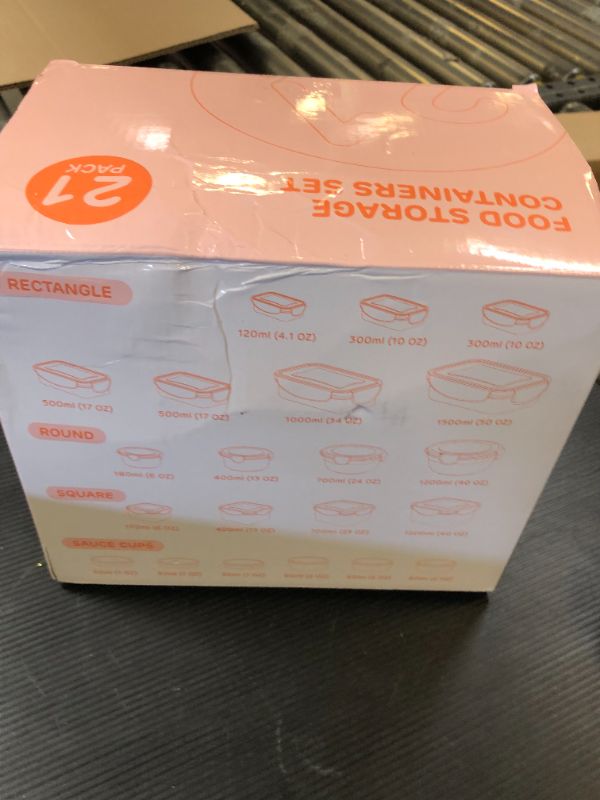 21
PACK
FOOD STORAGE
CONTAINERS SET
RECTANGLE
120ml (4.1 OZ) 300ml (10 OZ) 300ml (10 OZ)
500ml (17 OZ) 500ml (17 OZ) 1000ml (34 OZ) 1500ml (50 OZ)
ROUND
180ml (6 OZ) 400ml (13 OZ) 700ml (24 OZ) 1200ml (40 OZ)
SQUARE
SAUCE CUPS